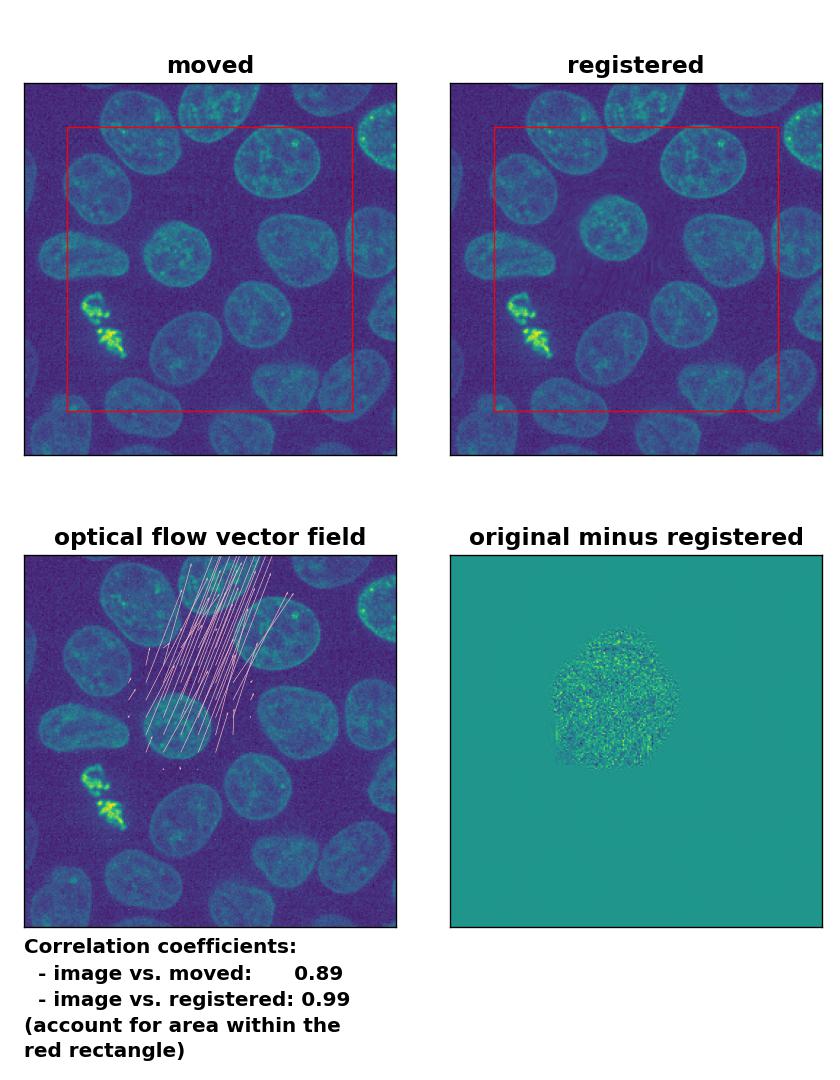 moved
registered
optical flow vector field
original minus registered
Correlation coefficients:
- image vs. moved: 0.89
- image vs. registered: 0.99
(account for area within the
red rectangle)